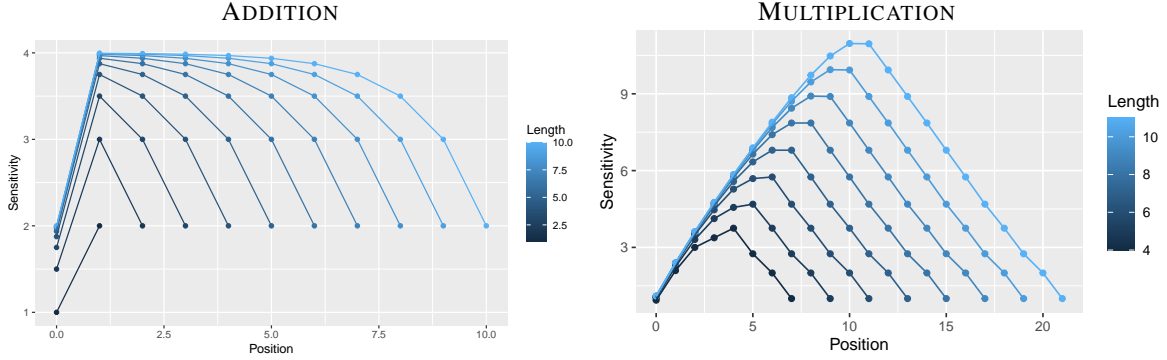 ADDITION
4
3
2
1
0.0 2.5 5.0 7.5 10.0
Position
Sensitivity
Length
10.0
7.5
5.0
2.5
MULTIPLICATION
9
6
3
0 5 10 15 20
Position
Sensitivity
Length
10
8
6
4